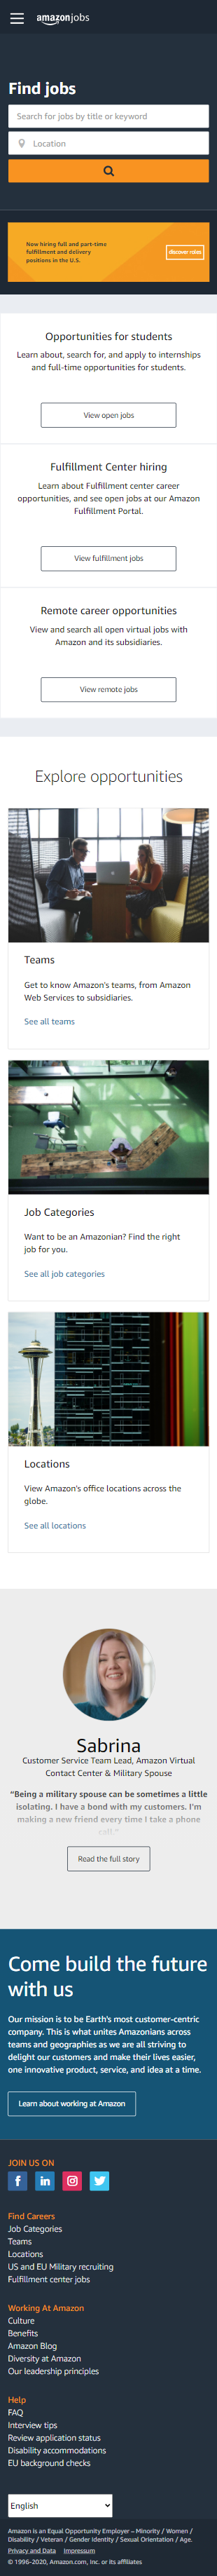 amazonjobs
Find jobs
Search for jobs by title or keyword
Location
Now hiring full and part-time
fulfillment and delivery
positions in the U.S.
discover roles
Opportunities for students
Learn about, search for, and apply to internships
and full-time opportunities for students.
View open jobs
Fulfillment Center hiring
Learn about Fulfillment center career
opportunities, and see open jobs at our Amazon
Fulfillment Portal.
View fulfillment jobs
Remote career opportunities
View and search all open virtual jobs with
Amazon and its subsidiaries.
View remote jobs
Explore opportunities
Teams
Get to know Amazon's teams, from Amazon
Web Services to subsidiaries.
See all teams
Job Categories
Want to be an Amazonian? Find the right
job for you.
See all job categories
Locations
View Amazon's office locations across the
globe.
See all locations
Sabrina
Customer Service Team Lead, Amazon Virtual
Contact Center & Military Spouse
"Being a military spouse can be sometimes a little
isolating. I have a bond with my customers. I'm
making a new friend every time I take a phone
call."
Read the full story
Come build the future
with us
Our mission is to be Earth's most customer-centric
company. This is what unites Amazonians across
teams and geographies as we are all striving to
delight our customers and make their lives easier,
one innovative product, service, and idea at a time.
Learn about working at Amazon
JOIN US ON
Find Careers
Job Categories
Teams
Locations
US and EU Military recruiting
Fulfillment center jobs
Working At Amazon
Culture
Benefits
Amazon Blog
Diversity at Amazon
Our leadership principles
Help
FAQ
Interview tips
Review application status
Disability accommodations
EU background checks
English
Amazon is an Equal Opportunity Employer – Minority / Women /
Disability / Veteran / Gender Identity / Sexual Orientation / Age.
Privacy and Data Impressum
© 1996-2020, Amazon.com, Inc. or its affiliates